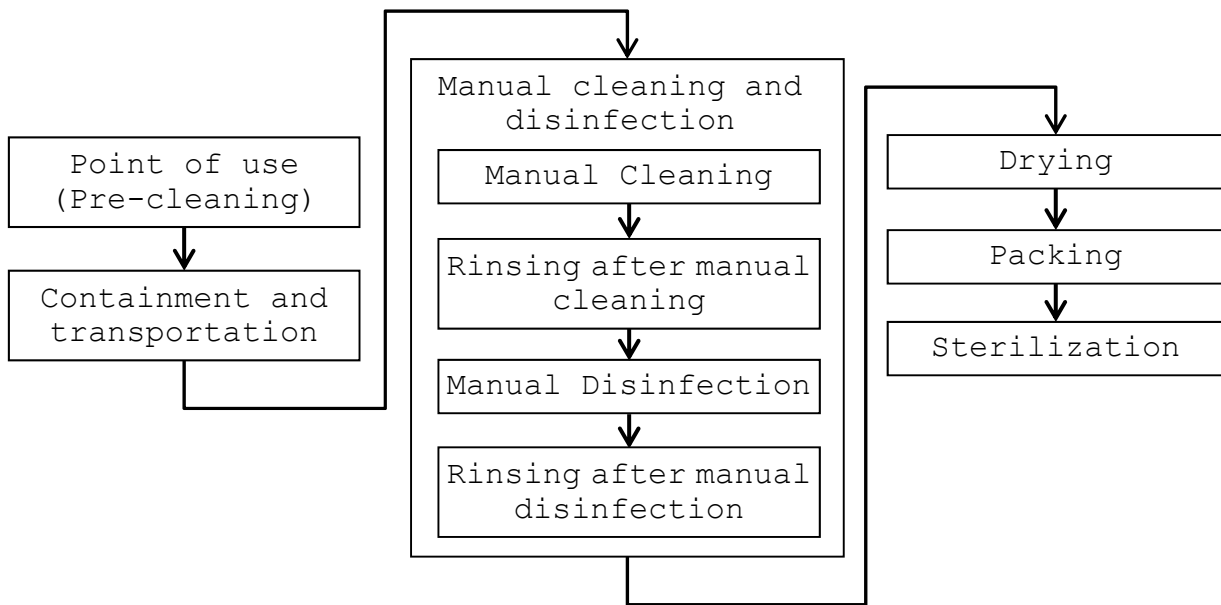 Point of use
(Pre-cleaning)
Containment and
transportation
Manual cleaning and
disinfection
Manual Cleaning
Rinsing after manual
cleaning
Manual Disinfection
Rinsing after manual
disinfection
Drying
Packing
Sterilization